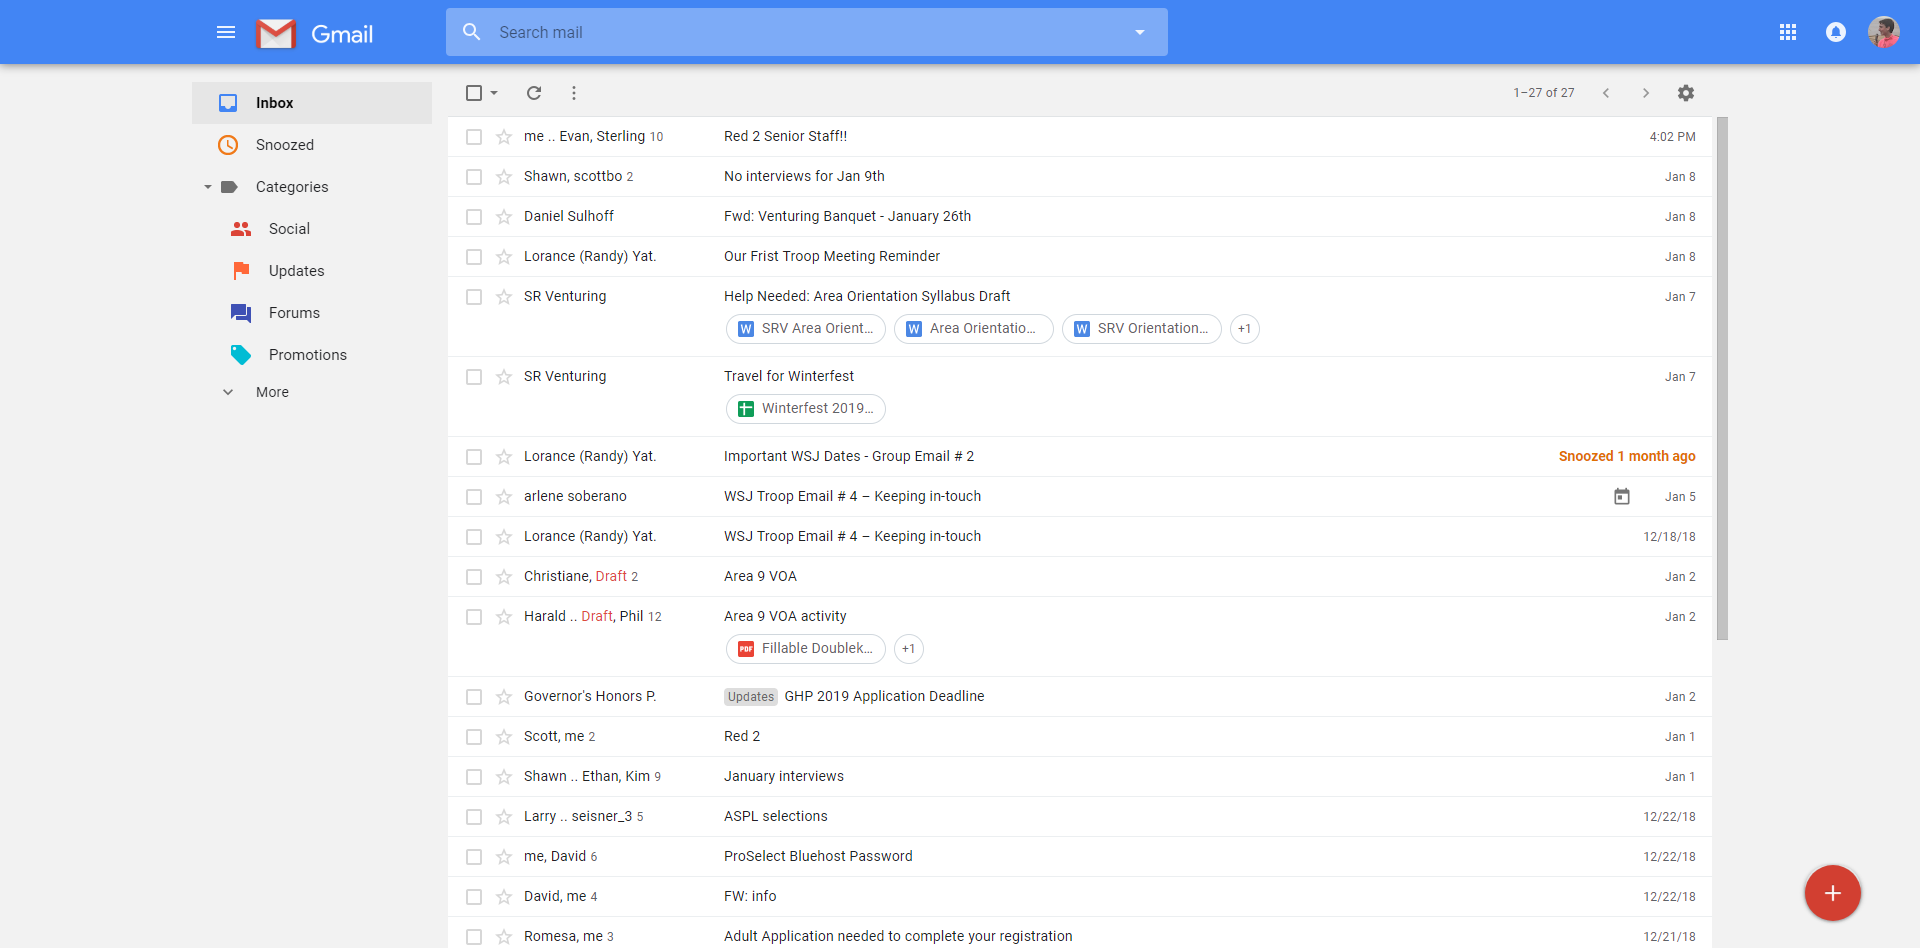 Gmail
Search mail
Inbox
Snoozed
Categories
Social
Updates
Forums
Promotions
More
1–27 of 27
me .. Evan, Sterling 10 Red 2 Senior Staff!! 4:02 PM
Shawn, scottbo 2 No interviews for Jan 9th Jan 8
Daniel Sulhoff Fwd: Venturing Banquet - January 26th Jan 8
Lorance (Randy) Yat. Our Frist Troop Meeting Reminder Jan 8
SR Venturing Help Needed: Area Orientation Syllabus Draft Jan 7
W SRV Area Orient... W Area Orientatio... W SRV Orientation... +1
SR Venturing Travel for Winterfest Jan 7
Winterfest 2019...
Lorance (Randy) Yat. Important WSJ Dates - Group Email # 2 Snoozed 1 month ago
arlene soberano WSJ Troop Email # 4 – Keeping in-touch Jan 5
Lorance (Randy) Yat. WSJ Troop Email # 4 – Keeping in-touch 12/18/18
Christiane, Draft 2 Area 9 VOA Jan 2
Harald .. Draft, Phil 12 Area 9 VOA activity Jan 2
PDF Fillable Doublek... +1
Governor's Honors P. Updates GHP 2019 Application Deadline Jan 2
Scott, me 2 Red 2 Jan 1
Shawn .. Ethan, Kim 9 January interviews Jan 1
Larry .. seisner_3 5 ASPL selections 12/22/18
me, David 6 ProSelect Bluehost Password 12/22/18
David, me 4 FW: info 12/22/18
Romesa, me 3 Adult Application needed to complete your registration 12/21/18